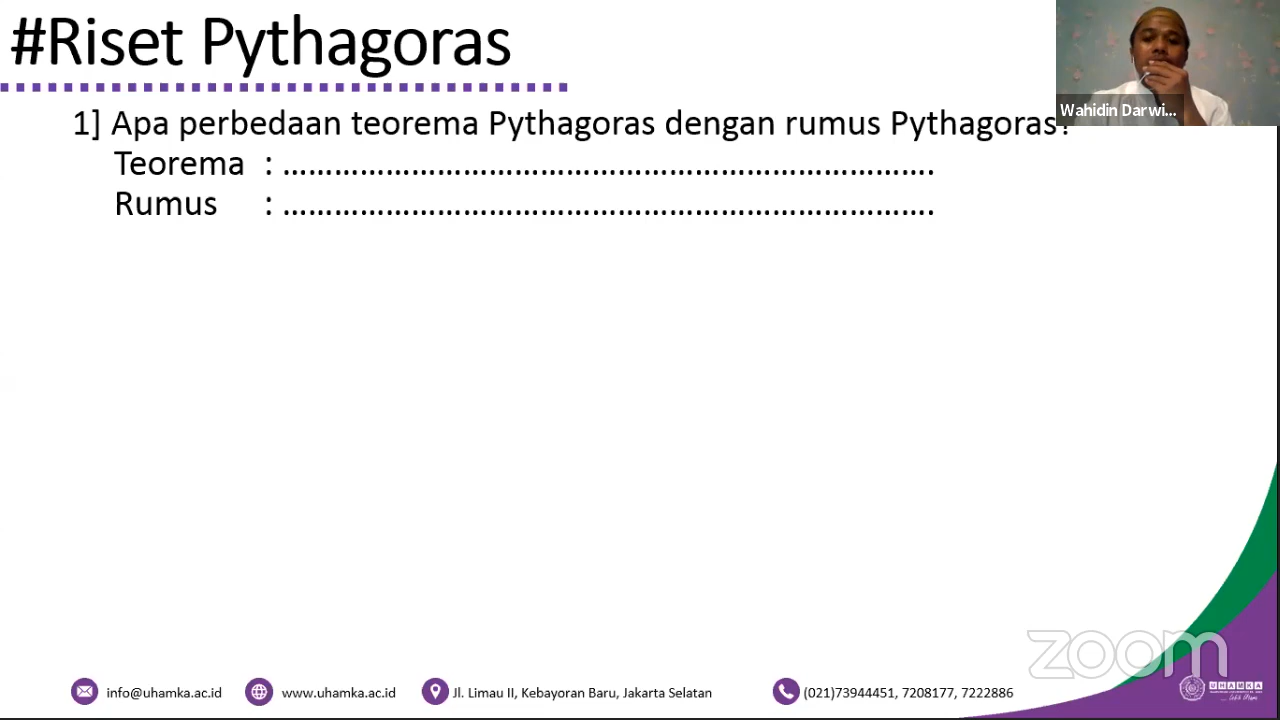 #Riset Pythagoras
Wahidin Darwi...
1] Apa perbedaan teorema Pythagoras dengan rumus Pythagoras?
Teorema : ...........................................................................
Rumus : ...........................................................................
zoom
info@uhamka.ac.id www.uhamka.ac.id Jl. Limau II, Kebayoran Baru, Jakarta Selatan (021)73944451, 7208177, 7222886
UHAMKA